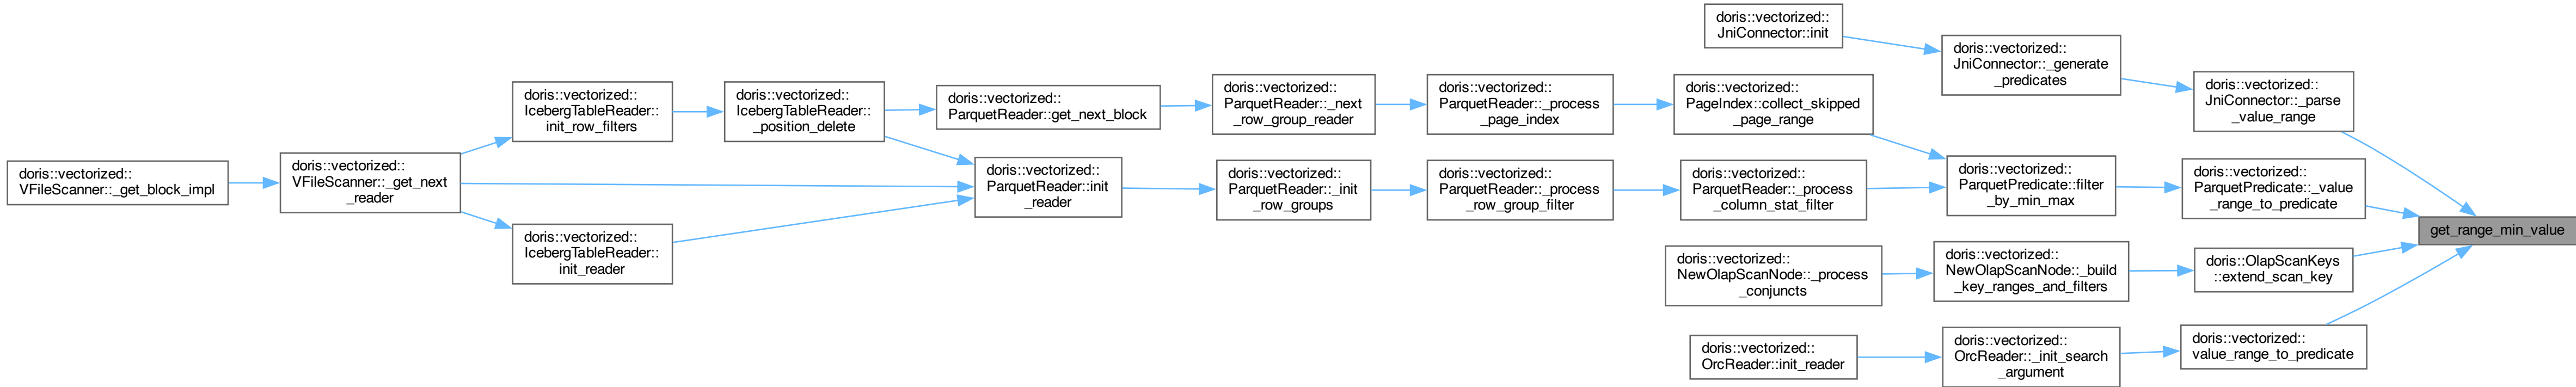 doris::vectorized::
VFileScanner::_get_block_impl
doris::vectorized::
VFileScanner::_get_next
_reader
doris::vectorized::
IcebergTableReader::
init_row_filters
doris::vectorized::
IcebergTableReader::
init_reader
doris::vectorized::
IcebergTableReader::
_position_delete
doris::vectorized::
ParquetReader::get_next_block
doris::vectorized::
ParquetReader::init
_reader
doris::vectorized::
ParquetReader::_next
_row_group_reader
doris::vectorized::
ParquetReader::_init
_row_groups
doris::vectorized::
ParquetReader::_process
_page_index
doris::vectorized::
ParquetReader::_process
_row_group_filter
doris::vectorized::
JniConnector::init
doris::vectorized::
PageIndex::collect_skipped
_page_range
doris::vectorized::
ParquetReader::_process
_column_stat_filter
doris::vectorized::
NewOlapScanNode::_process
_conjuncts
doris::vectorized::
OrcReader::init_reader
doris::vectorized::
JniConnector::_generate
_predicates
doris::vectorized::
ParquetPredicate::filter
_by_min_max
doris::vectorized::
NewOlapScanNode::_build
_key_ranges_and_filters
doris::vectorized::
OrcReader::_init_search
_argument
doris::vectorized::
JniConnector::_parse
_value_range
doris::vectorized::
ParquetPredicate::_value
_range_to_predicate
doris::OlapScanKeys
::extend_scan_key
doris::vectorized::
value_range_to_predicate
get_range_min_value